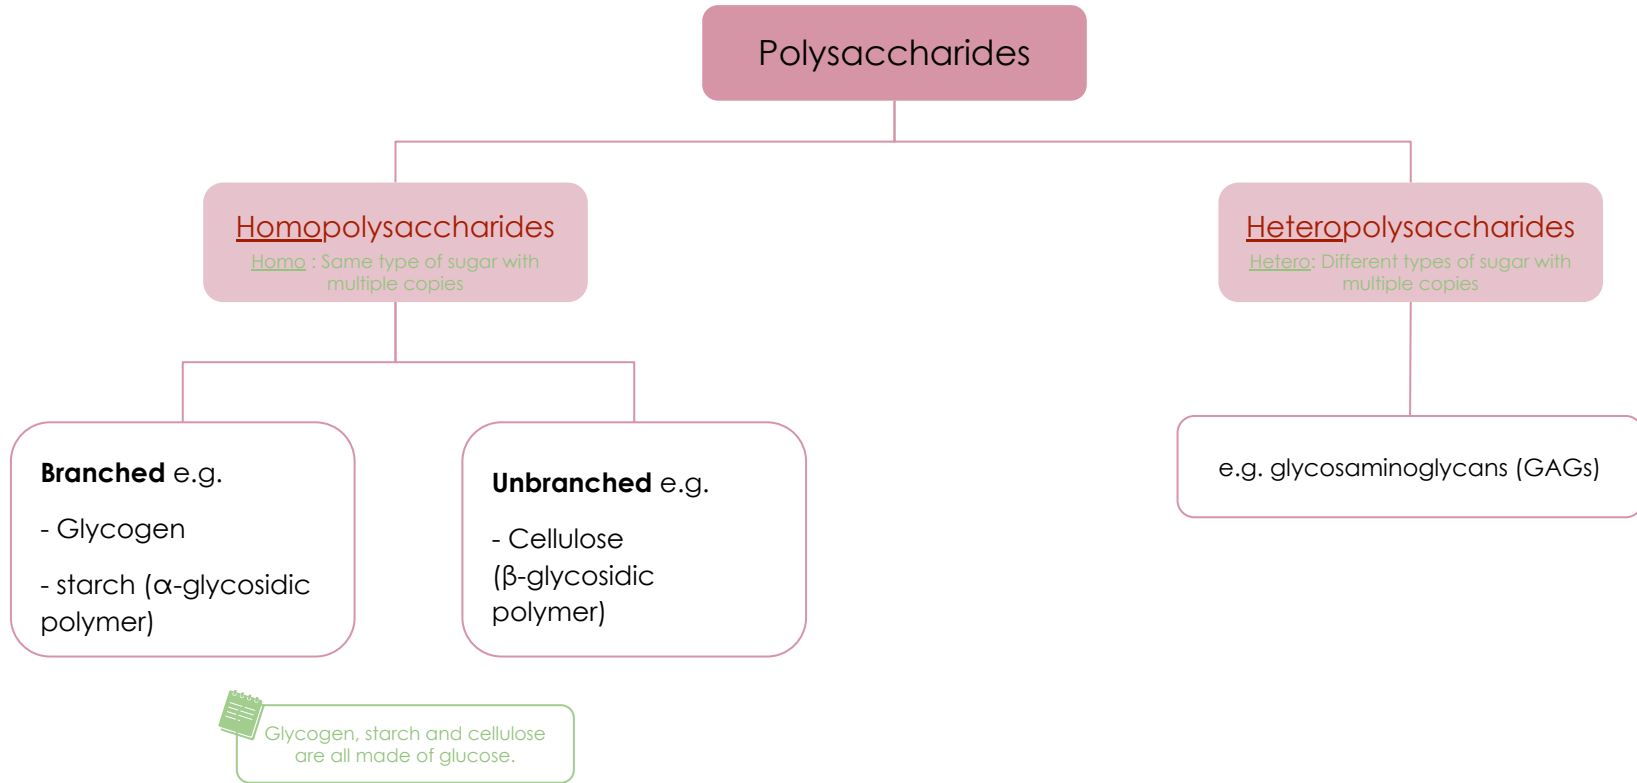 Polysaccharides
Homopolysaccharides
Homo : Same type of sugar with
multiple copies
Heteropolysaccharides
Hetero: Different types of sugar with
multiple copies
Branched e.g.
- Glycogen
- starch (α-glycosidic
polymer)
Unbranched e.g.
- Cellulose
(β-glycosidic
polymer)
e.g. glycosaminoglycans (GAGs)
Glycogen, starch and cellulose
are all made of glucose.